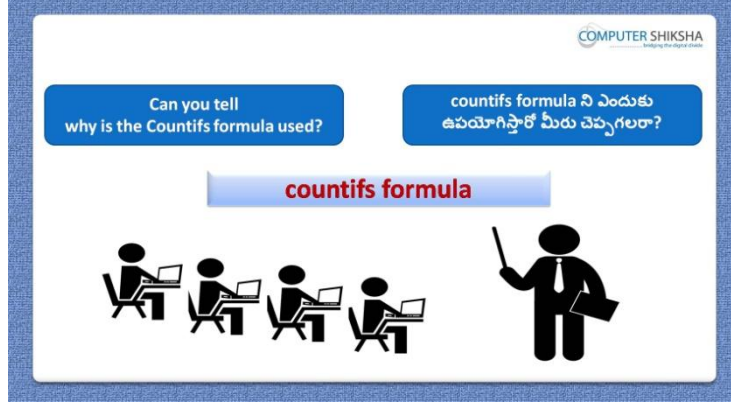 COMPUTER SHIKSHA
bridging the digital divide
Can you tell
why is the Countifs formula used?
countifs formula ని ఎందుకు
ఉపయోగిస్తారో మీరు చెప్పగలరా?
countifs formula